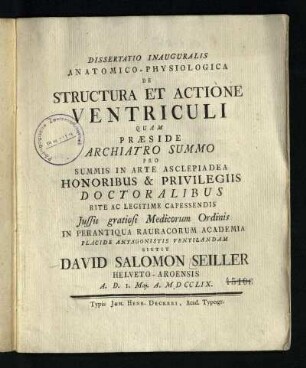 DISSERTATIO INAUGURALIS
ANATOMICO-PHYSIOLOGICA
DE
STRUCTURA ET ACTIONE
VENTRICULI
QUAM
PRÆSIDE
ARCHIATRO SUMMO
PRO
SUMMIS IN ARTE ASCLEPIADEA
HONORIBUS & PRIVILEGIIS
DOCTORALIBUS
RITE AC LEGITIME CAPESSENDIS
Jussu gratiosi Medicorum Ordinis
IN PERANTIQUA RAURACORUM ACADEMIA
PLACIDE ANTAGONISTIS VENTILANDAM
SISTIT
DAVID SALOMON SEILLER
HELVETO-AROENSIS
A. D. 1. Maj. A. MDCCLIX.
Typis Joh. Henr. Deckeri, Acad. Typogr.